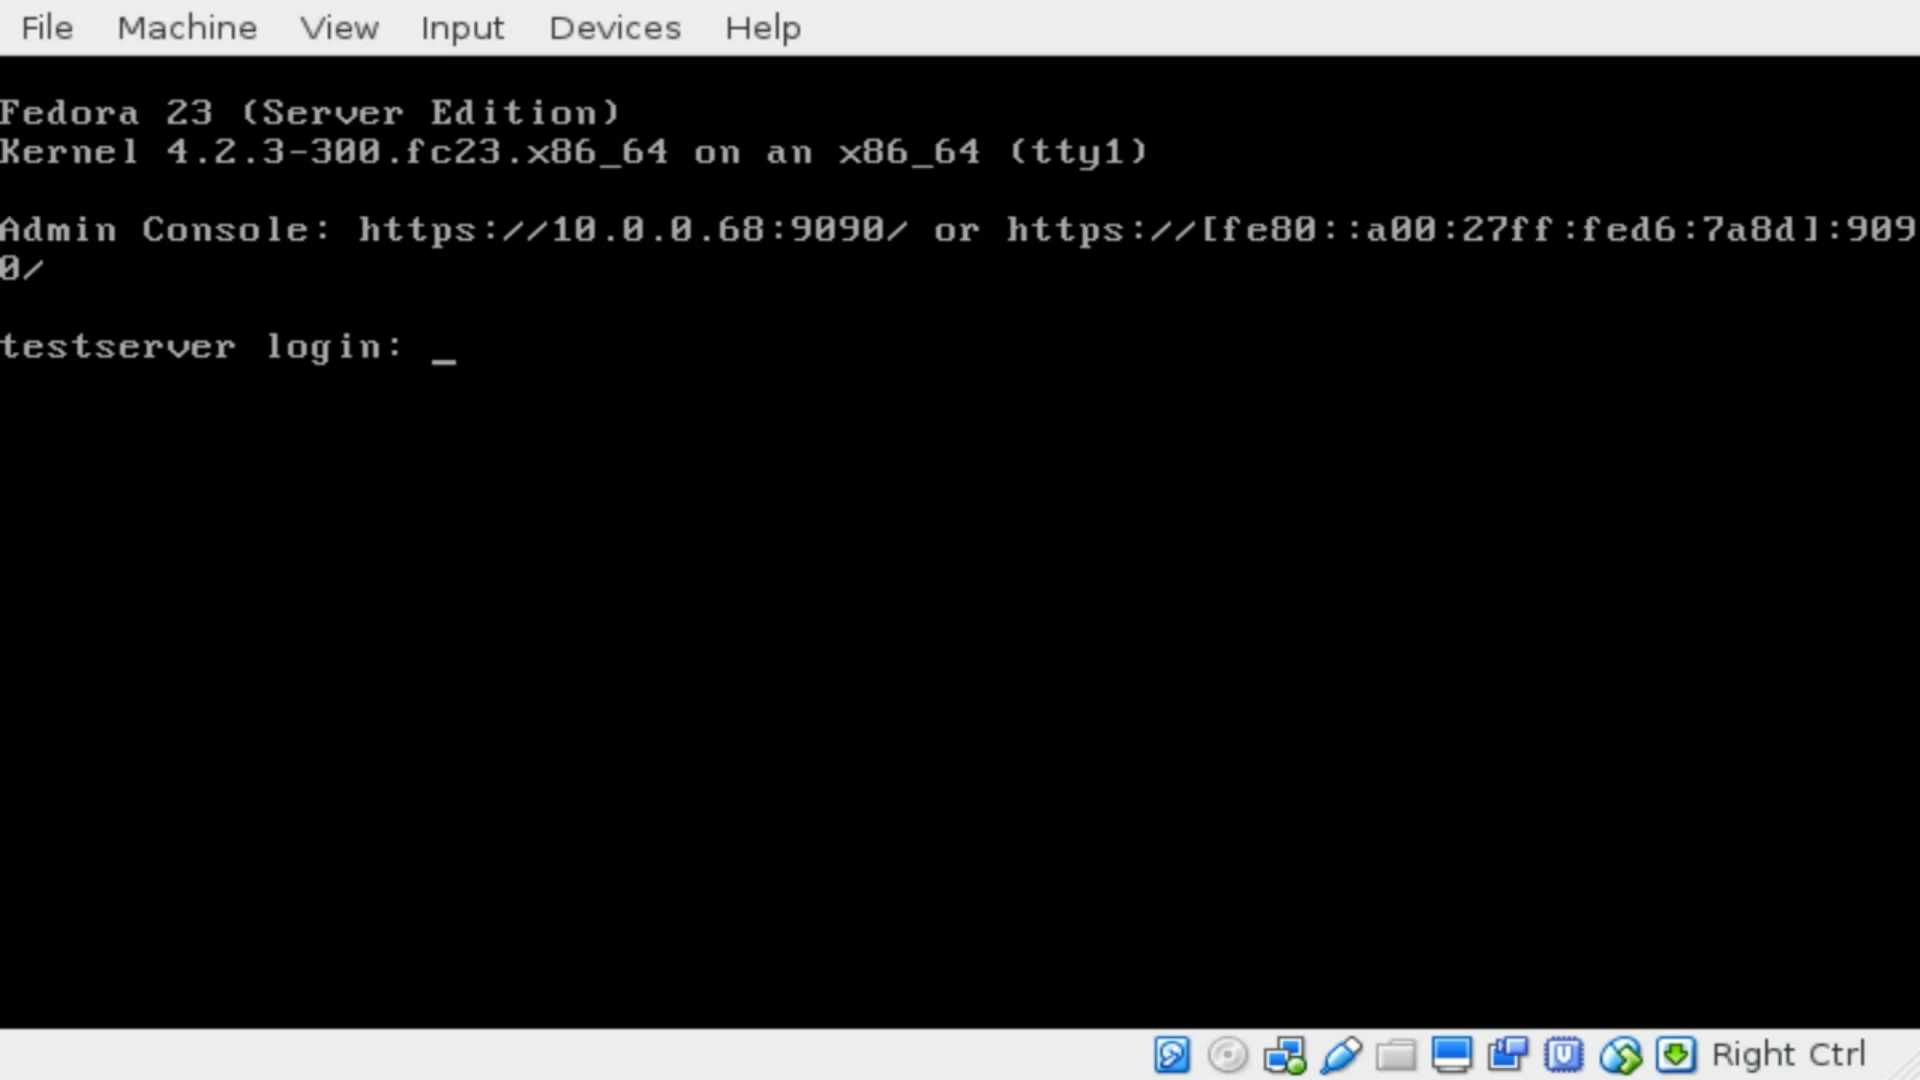 File Machine View Input Devices Help
Fedora 23 (Server Edition)
Kernel 4.2.3-300.fc23.x86_64 on an x86_64 (tty1)
Admin Console: https://10.0.0.68:9090/ or https://[fe80::a00:27ff:fed6:7a8d]:909
0/
testserver login: _
Right Ctrl